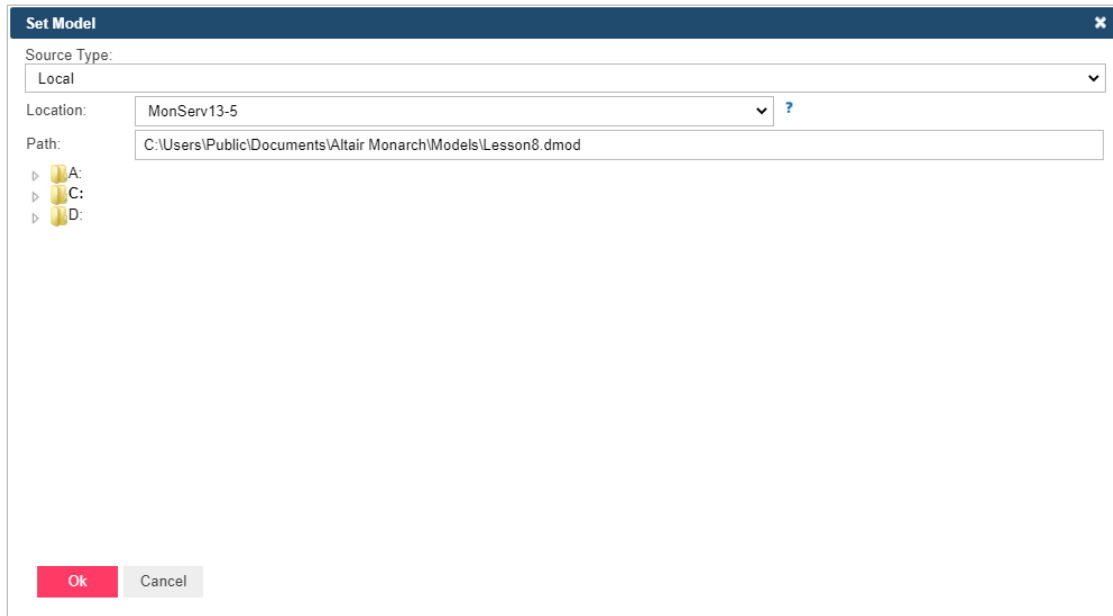 Set Model
Source Type:
Local
Location: MonServ13-5 ?
Path: C:\Users\Public\Documents\Altair Monarch\Models\Lesson8.dmod
A:
C:
D:
Ok Cancel